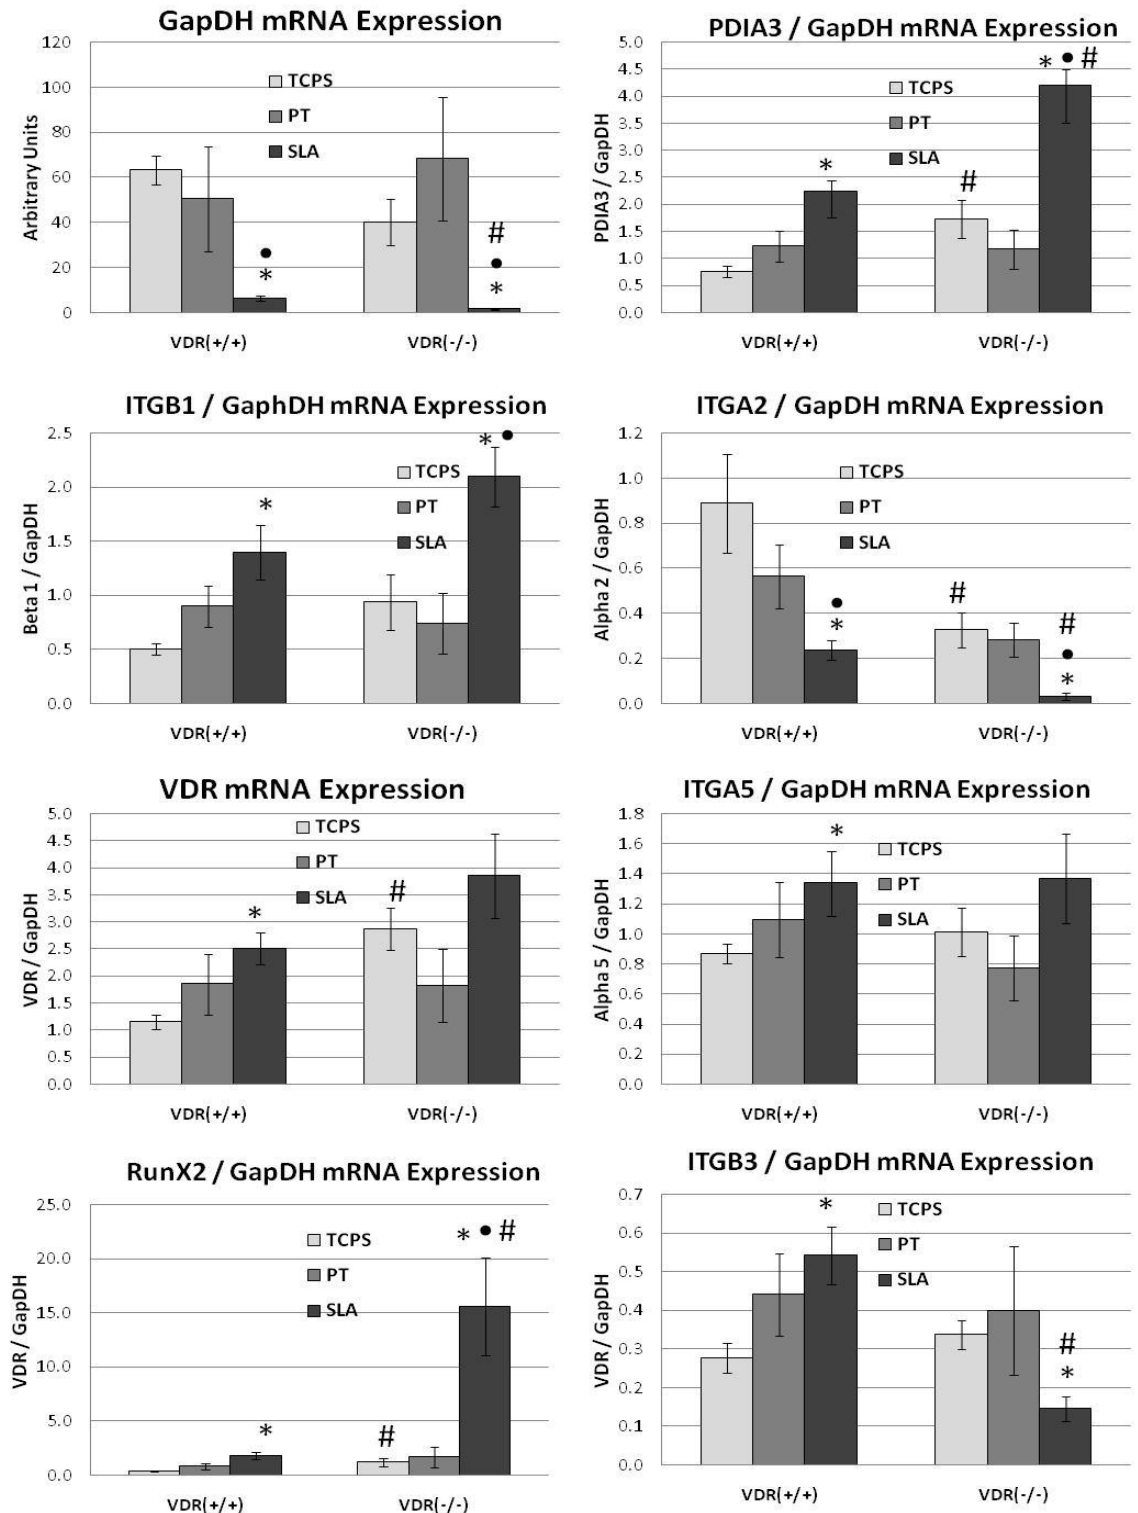 GapDH mRNA Expression
120
100
80
60
40
20
0
Arbitrary Units
TCPS
PT
SLA
●
*
#
●
*
VDR(+/+)
VDR(-/-)
PDIA3 / GapDH mRNA Expression
5.0
4.5
4.0
3.5
3.0
2.5
2.0
1.5
1.0
0.5
0.0
PDIA3/ GapDH
TCPS
PT
SLA
*
#
* ● #
VDR(+/+)
VDR(-/-)
ITGB1 / GaphDH mRNA Expression
2.5
2.0
1.5
1.0
0.5
0.0
Beta 1 / GapDH
TCPS
PT
SLA
*
* ●
VDR(+/+)
VDR(-/-)
ITGA2 / GapDH mRNA Expression
1.2
1.0
0.8
0.6
0.4
0.2
0.0
Alpha 2 / GapDH
TCPS
PT
SLA
●
*
#
#
●
*
VDR(+/+)
VDR(-/-)
VDR mRNA Expression
5.0
4.5
4.0
3.5
3.0
2.5
2.0
1.5
1.0
0.5
0.0
VDR / GapDH
TCPS
PT
SLA
*
#
VDR(+/+)
VDR(-/-)
ITGA5 / GapDH mRNA Expression
1.8
1.6
1.4
1.2
1.0
0.8
0.6
0.4
0.2
0.0
Alpha 5 / GapDH
TCPS
PT
SLA
*
VDR(+/+)
VDR(-/-)
RunX2 / GapDH mRNA Expression
25.0
20.0
15.0
10.0
5.0
0.0
VDR / GapDH
TCPS
PT
SLA
*
#
* ● #
VDR(+/+)
VDR(-/-)
ITGB3 / GapDH mRNA Expression
0.7
0.6
0.5
0.4
0.3
0.2
0.1
0.0
VDR / GapDH
TCPS
PT
SLA
*
#
*
VDR(+/+)
VDR(-/-)